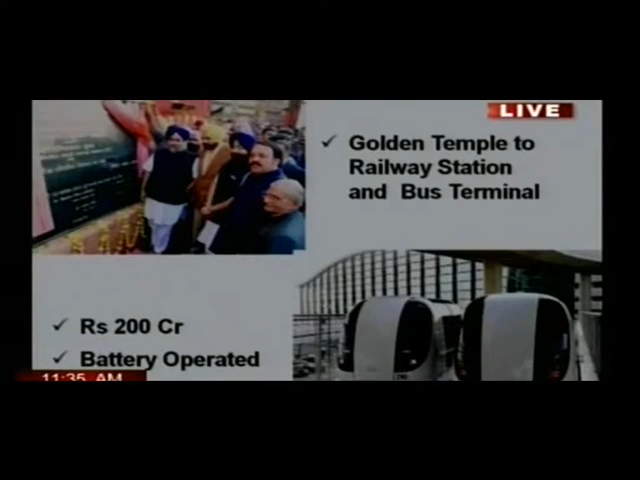 LIVE
✓ Golden Temple to
Railway Station
and Bus Terminal
✓ Rs 200 Cr
✓ Battery Operated
11:35 AM